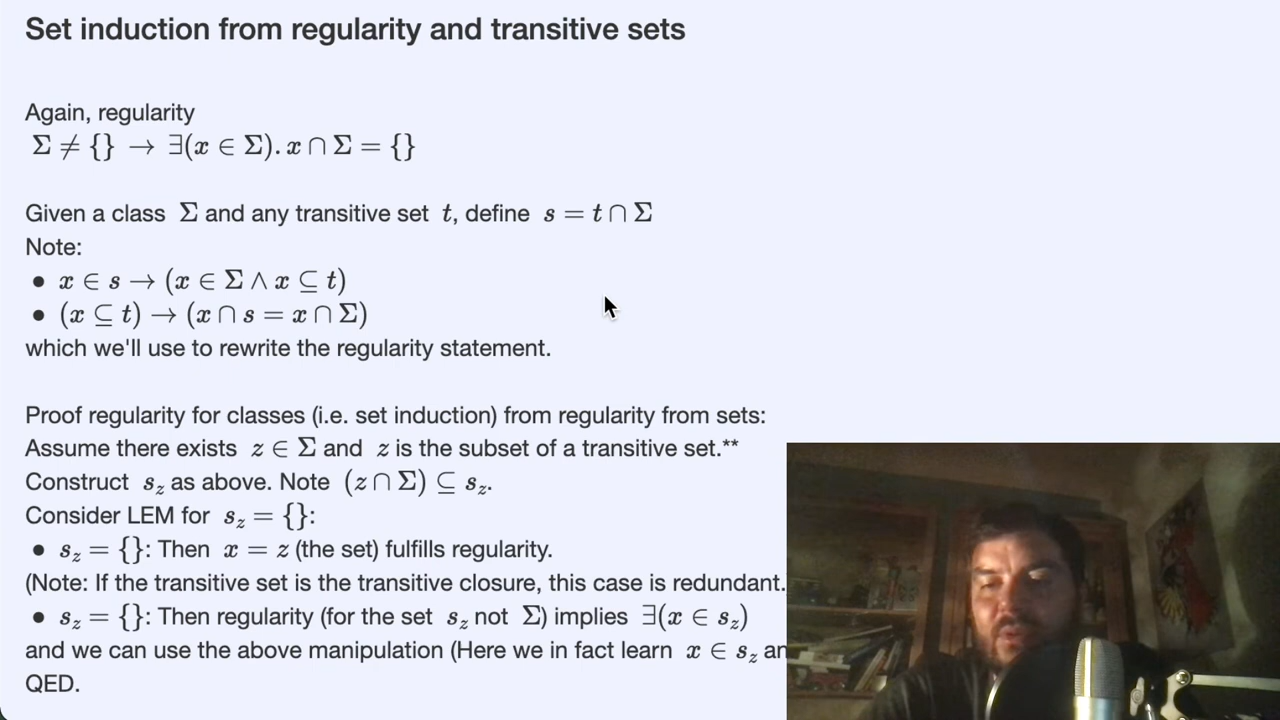 Set induction from regularity and transitive sets
Again, regularity
Σ ≠ {} → ∃(x ∈ Σ). x ∩ Σ = {}
Given a class Σ and any transitive set t, define s = t ∩ Σ
Note:
● x ∈ s → (x ∈ Σ ∧ x ⊆ t)
● (x ⊆ t) → (x ∩ s = x ∩ Σ)
which we'll use to rewrite the regularity statement.
Proof regularity for classes (i.e. set induction) from regularity from sets:
Assume there exists z ∈ Σ and z is the subset of a transitive set.**
Construct s_z as above. Note (z ∩ Σ) ⊆ s_z.
Consider LEM for s_z = {}:
● s_z = {}: Then x = z (the set) fulfills regularity.
(Note: If the transitive set is the transitive closure, this case is redundant.
● s_z = {}: Then regularity (for the set s_z not Σ) implies ∃(x ∈ s_z)
and we can use the above manipulation (Here we in fact learn x ∈ s_z an
QED.